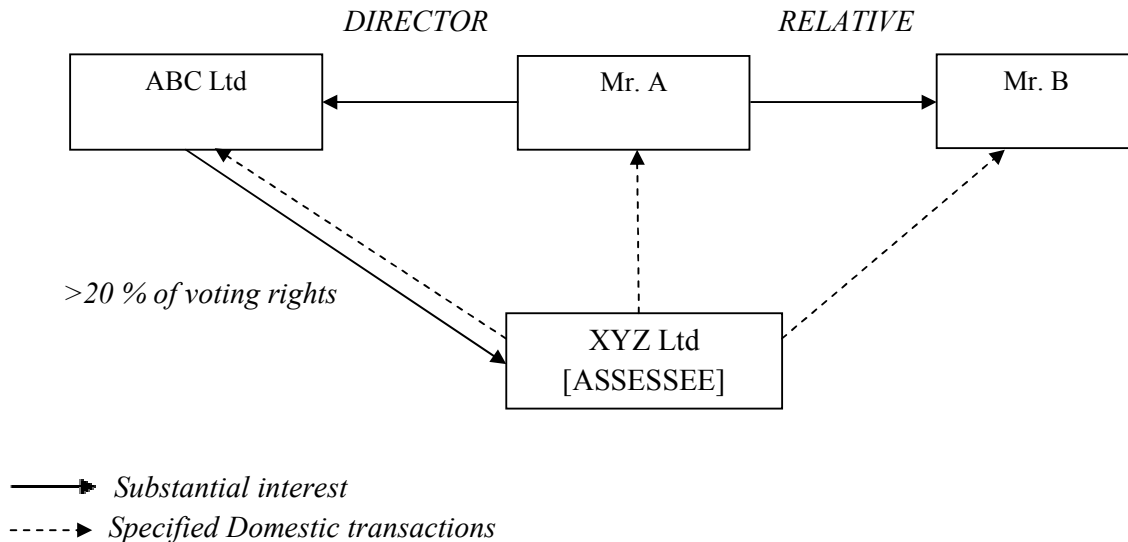 DIRECTOR
RELATIVE
ABC Ltd
Mr. A
Mr. B
>20 % of voting rights
XYZ Ltd
[ASSESSEE]
Substantial interest
Specified Domestic transactions